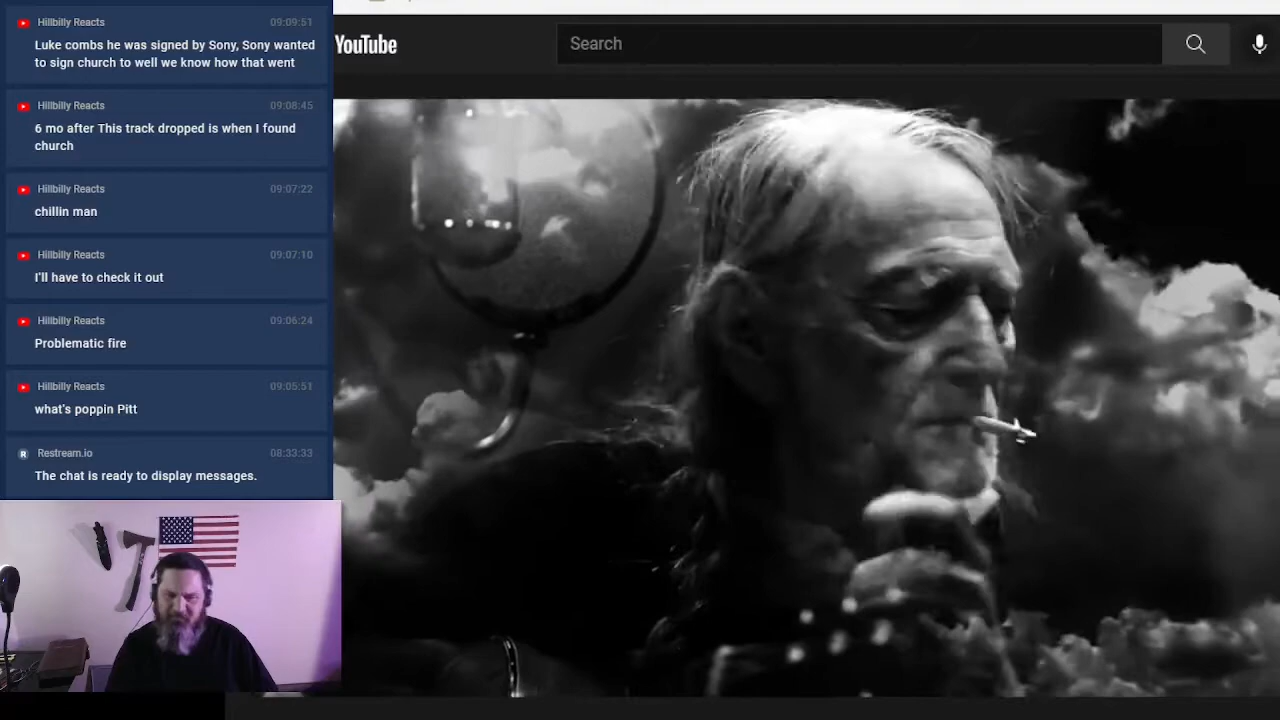 Hillbilly Reacts 09:09:51
Luke combs he was signed by Sony, Sony wanted
to sign church to well we know how that went
Hillbilly Reacts 09:08:45
6 mo after This track dropped is when I found
church
Hillbilly Reacts 09:07:22
chillin man
Hillbilly Reacts 09:07:10
I'll have to check it out
Hillbilly Reacts 09:06:24
Problematic fire
Hillbilly Reacts 09:05:51
what's poppin Pitt
R Restream.io 08:33:33
The chat is ready to display messages.
YouTube
Search